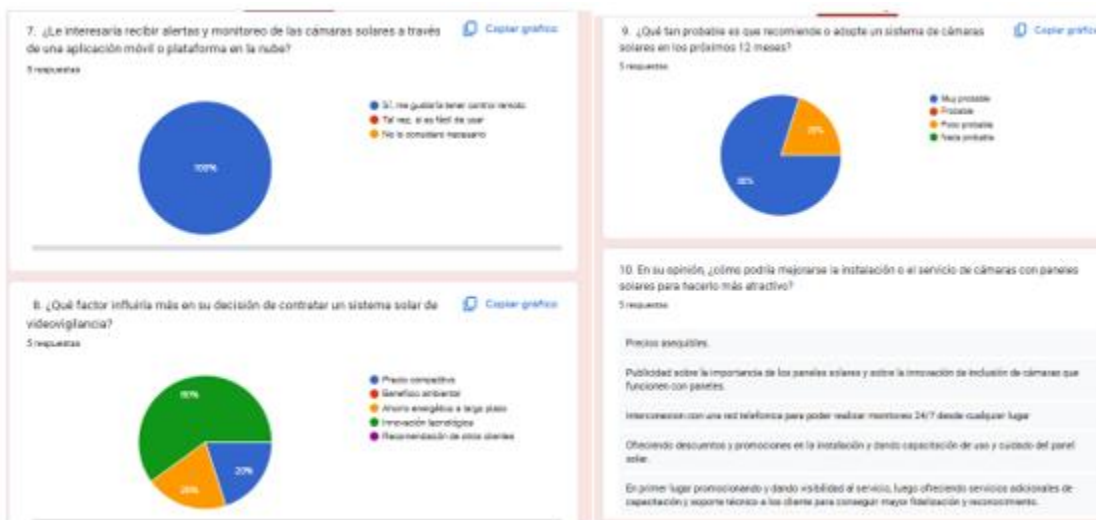 7. ¿Le interesaría recibir alertas y monitoreo de las cámaras solares a través
de una aplicación móvil o plataforma en la nube?
Copiar gráfico
5 respuestas
Sí, me gustaría tener control remoto
Tal vez, si es fácil de usar
No lo considero necesario
100%
8. ¿Qué factor influiría más en su decisión de contratar un sistema solar de
videovigilancia?
Copiar gráfico
5 respuestas
Precio competitivo
Beneficio ambiental
Ahorro energético a largo plazo
Innovación tecnológica
Recomendación de otros clientes
60%
20%
20%
9. ¿Qué tan probable es que recomiende o adopte un sistema de cámaras
solares en los próximos 12 meses?
Copiar gráfico
5 respuestas
Muy probable
Probable
Poco probable
Nada probable
20%
80%
10. En su opinión, ¿cómo podría mejorarse la instalación o el servicio de cámaras con paneles
solares para hacerlo más atractivo?
5 respuestas
Precios asequibles.
Publicidad sobre la importancia de los paneles solares y sobre la innovación de inclusión de cámaras que
funcionen con paneles.
Interconexion con una red telefonica para poder realizar monitoreo 24/7 desde cualquier lugar
Ofreciendo descuentos y promociones en la instalación y dando capacitación de uso y cuidado del panel
solar.
En primer lugar promocionando y dando visibilidad al servicio, luego ofreciendo servicios adicionales de
capacitación y soporte técnico a los cliente para conseguir mayor fidelización y reconocimiento.